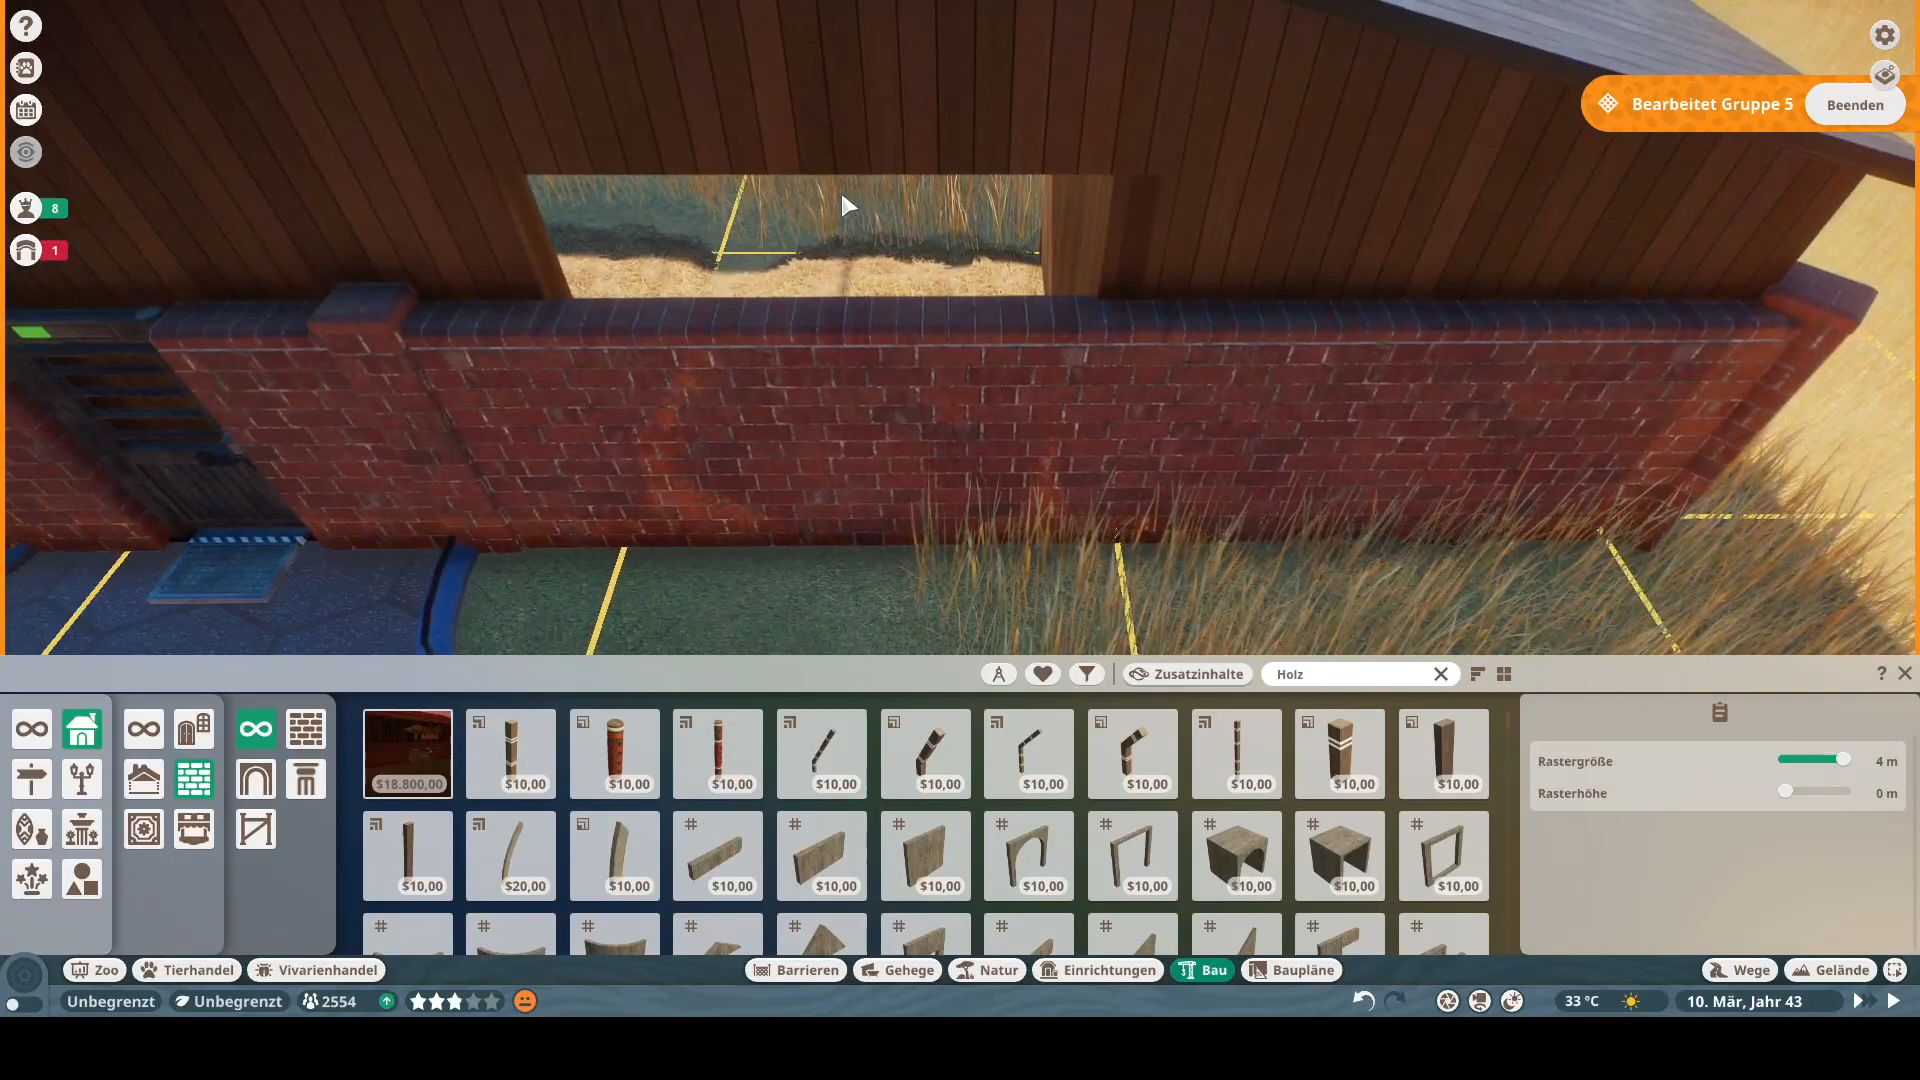 ?
Bearbeitet Gruppe 5
Beenden
8
1
Zusatzinhalte
Holz
?
$18.800,00
$10,00
$10,00
$10,00
$10,00
$10,00
$10,00
$10,00
$10,00
$10,00
$10,00
$10,00
$20,00
$10,00
$10,00
$10,00
$10,00
$10,00
$10,00
$10,00
$10,00
$10,00
Rastergröße
4 m
Rasterhöhe
0 m
Zoo
Tierhandel
Vivarienhandel
Barrieren
Gehege
Natur
Einrichtungen
Bau
Baupläne
Wege
Gelände
Unbegrenzt
Unbegrenzt
2554
33 °C
10. Mär, Jahr 43